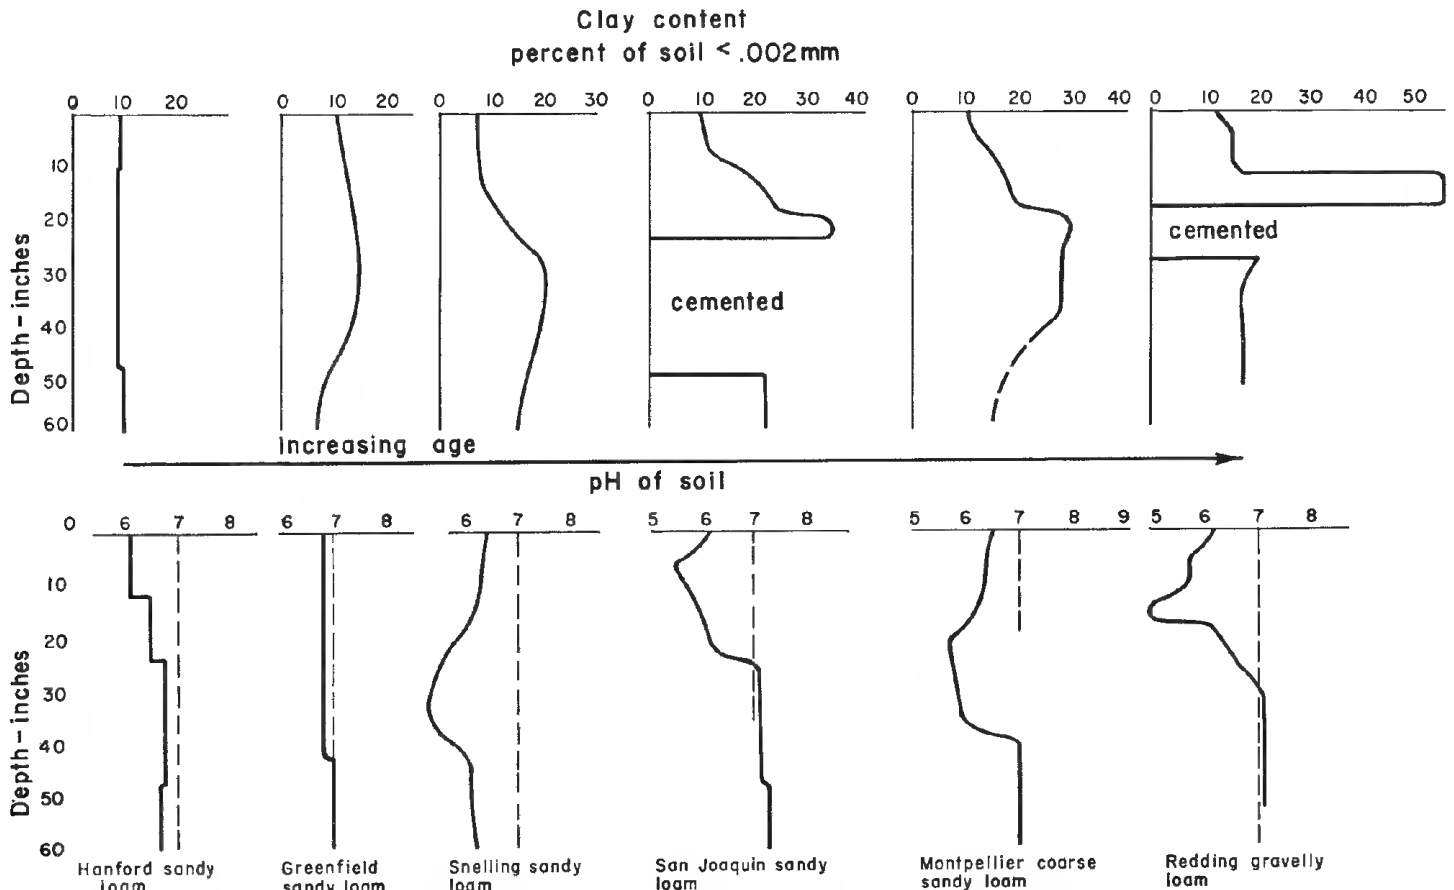 Clay content
percent of soil < .002mm
0 10 20 0 10 20 0 10 20 30 0 10 20 30 40 0 10 20 30 40 0 10 20 30 40 50
Depth-inches
10
20
30
40
50
60
cemented
cemented
Increasing age
pH of soil
0 6 7 8 6 7 8 6 7 8 5 6 7 8 5 6 7 8 9 5 6 7 8
Depth-inches
10
20
30
40
50
60
Hanford sandy
loam
Greenfield
sandy loam
Snelling sandy
loam
San Joaquin sandy
loam
Montpellier coarse
sandy loam
Redding gravelly
loam